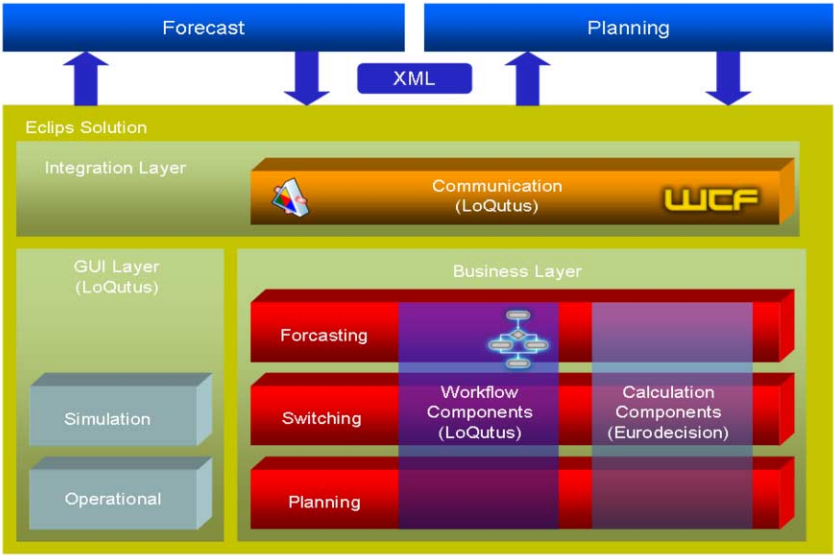 Forecast
Planning
XML
Eclips Solution
Integration Layer
Communication
(LoQutus)
WCF
GUI Layer
(LoQutus)
Business Layer
Forcasting
Simulation
Switching
Workflow
Components
(LoQutus)
Calculation
Components
(Eurodecision)
Operational
Planning